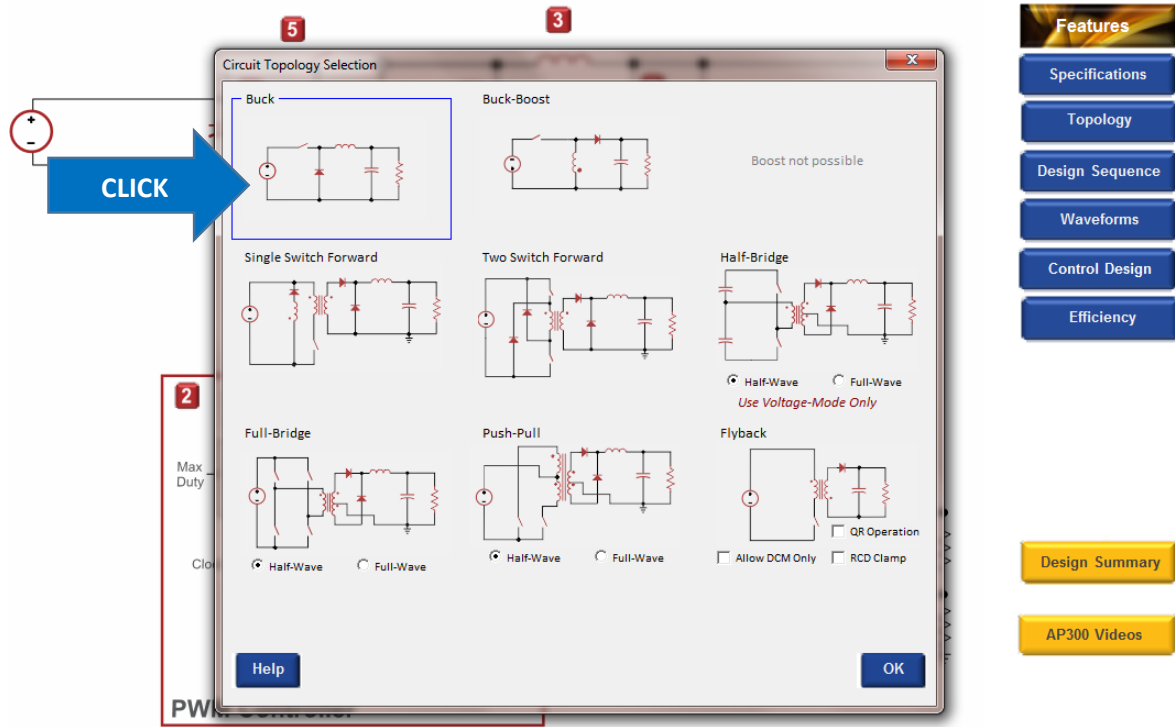 5
3
Features
Circuit Topology Selection
Specifications
Buck
Buck-Boost
Topology
Boost not possible
Design Sequence
CLICK
Waveforms
Single Switch Forward
Two Switch Forward
Half-Bridge
Control Design
Efficiency
Half-Wave
Full-Wave
2
Use Voltage-Mode Only
Full-Bridge
Push-Pull
Flyback
Max
Duty
QR Operation
Half-Wave
Full-Wave
Half-Wave
Full-Wave
Allow DCM Only
RCD Clamp
Design Summary
AP300 Videos
Help
OK